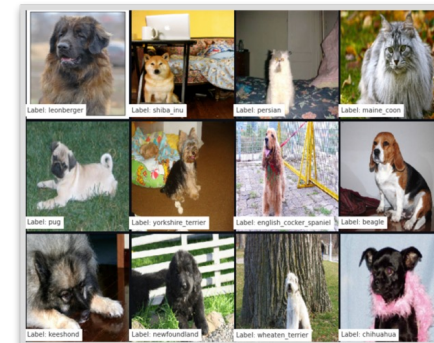 Label: leonberger
Label: shiba_inu
Label: persian
Label: maine_coon
Label: pug
Label: yorkshire_terrier
Label: english_cocker_spaniel
Label: beagle
Label: keeshond
Label: newfoundland
Label: wheaten_terrier
Label: chihuahua